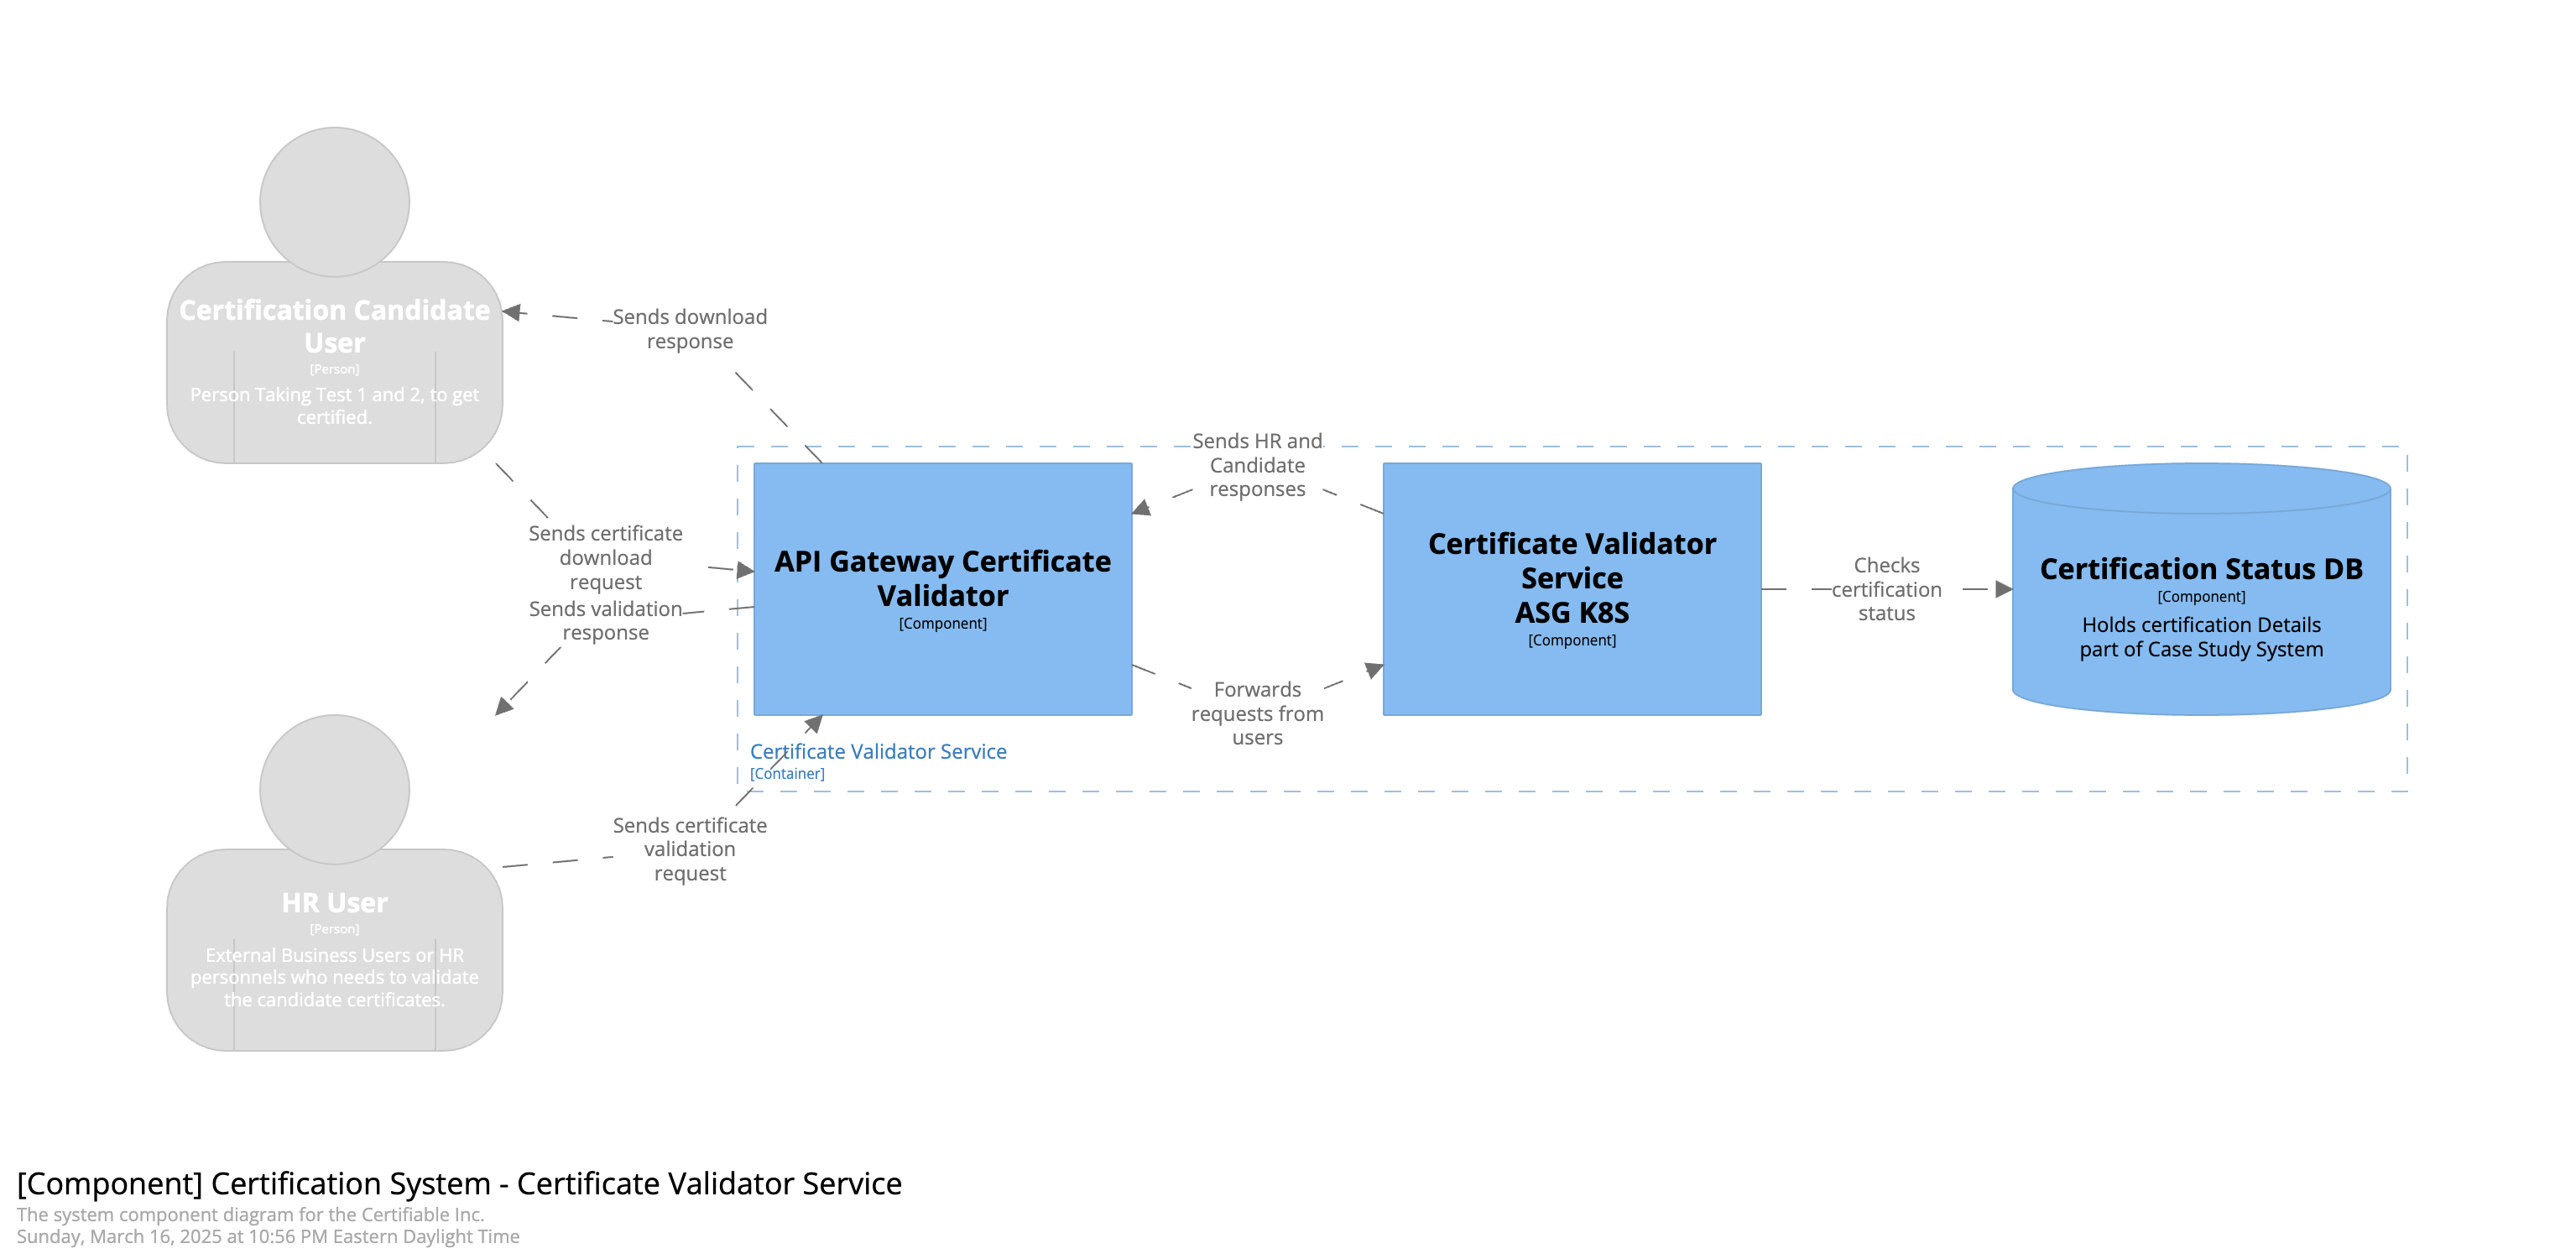 Certification Candidate
User
[Person]
Person Taking Test 1 and 2, to get
certified.
Sends download
response
Sends certificate
download
request
Sends validation
response
Sends HR and
Candidate
responses
API Gateway Certificate
Validator
[Component]
Certificate Validator
Service
ASG K8S
[Component]
Checks
certification
status
Certification Status DB
[Component]
Holds certification Details
part of Case Study System
Forwards
requests from
users
Certificate Validator Service
[Container]
Sends certificate
validation
request
HR User
[Person]
External Business Users or HR
personnels who needs to validate
the candidate certificates.
[Component] Certification System - Certificate Validator Service
The system component diagram for the Certifiable Inc.
Sunday, March 16, 2025 at 10:56 PM Eastern Daylight Time